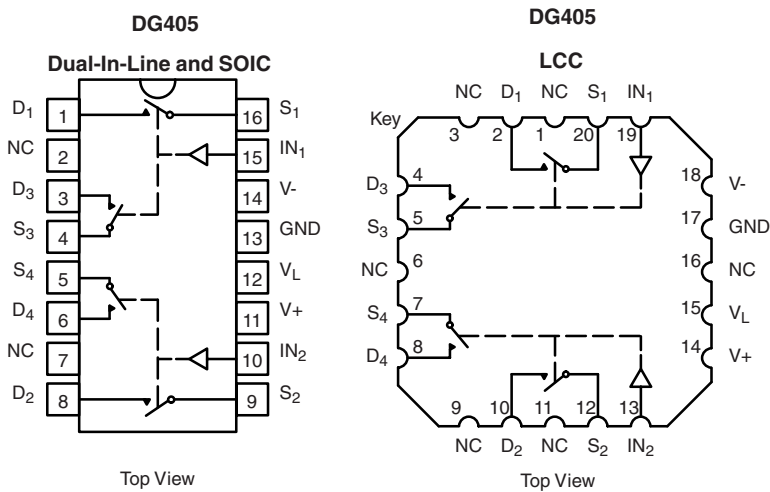 DG405
Dual-In-Line and SOIC
D1 1 16 S1
NC 2 15 IN1
D3 3 14 V-
S3 4 13 GND
S4 5 12 VL
D4 6 11 V+
NC 7 10 IN2
D2 8 9 S2
Top View
DG405
LCC
NC D1 NC S1 IN1
Key 3 2 1 20 19
D3 4 18 V-
S3 5 17 GND
NC 6 16 NC
S4 7 15 VL
D4 8 14 V+
9 10 11 12 13
NC D2 NC S2 IN2
Top View